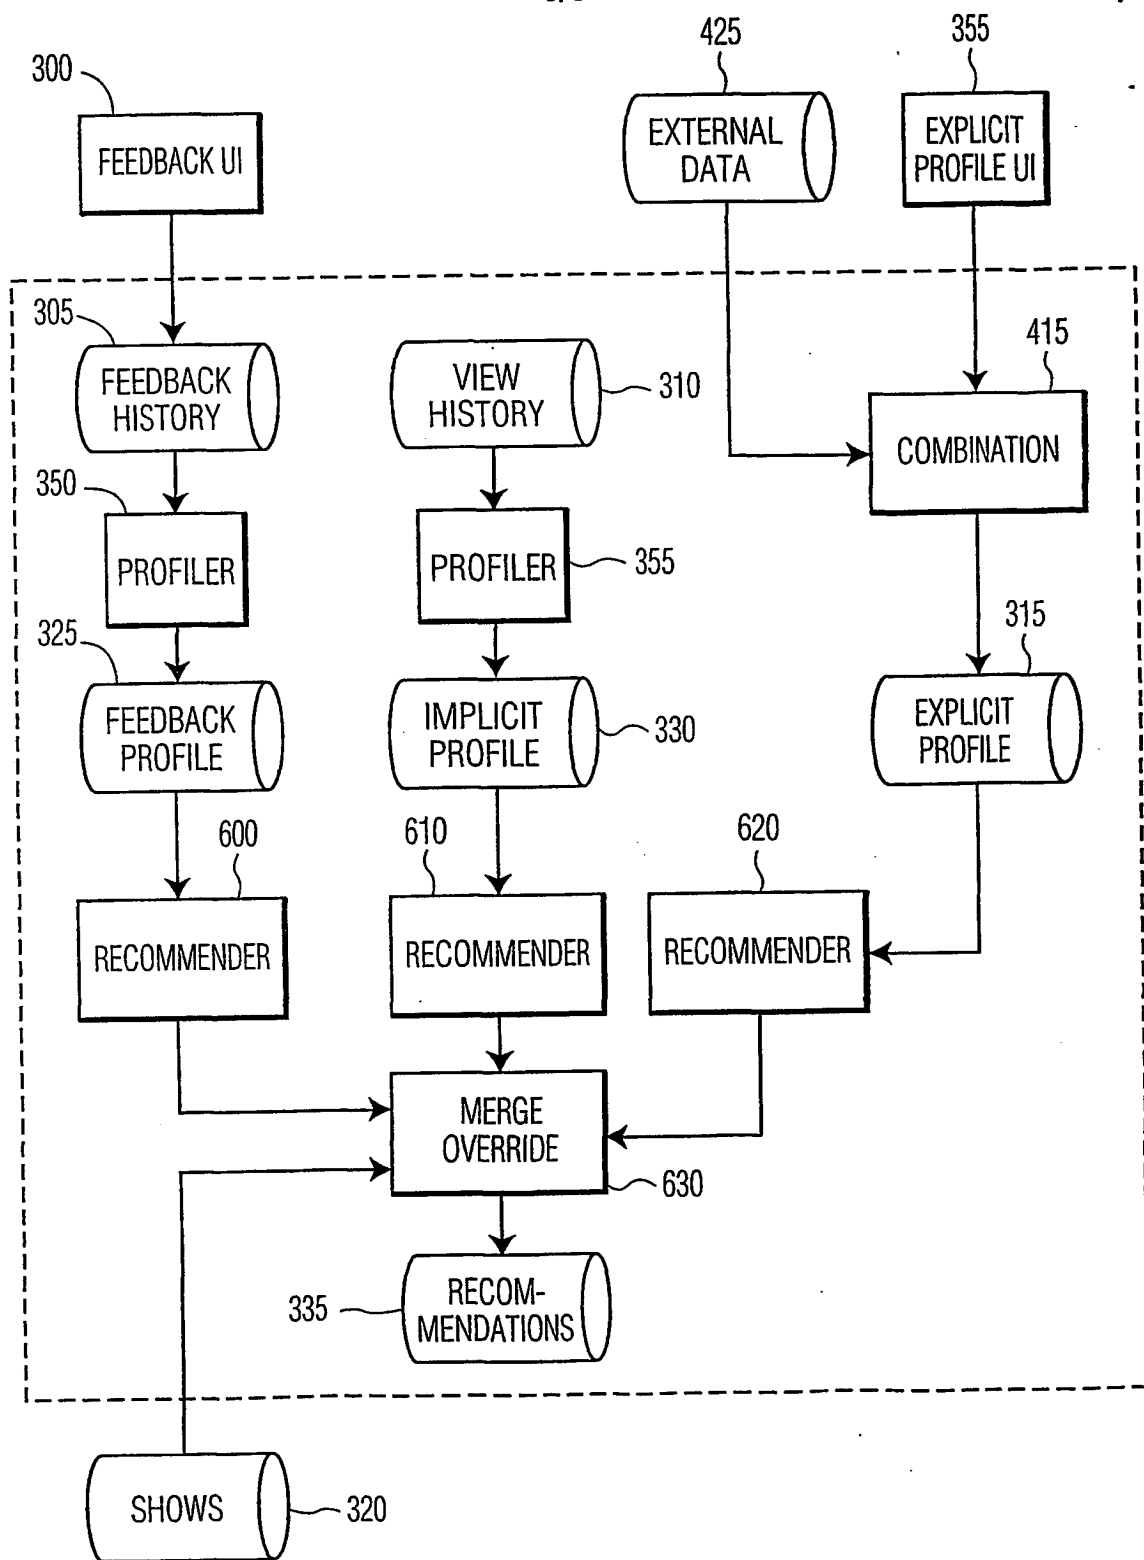 425
355
300
FEEDBACK UI
EXTERNAL
DATA
EXPLICIT
PROFILE UI
305
FEEDBACK
HISTORY
VIEW
HISTORY
310
415
COMBINATION
350
PROFILER
PROFILER
355
325
FEEDBACK
PROFILE
IMPLICIT
PROFILE
330
315
EXPLICIT
PROFILE
600
610
620
RECOMMENDER
RECOMMENDER
RECOMMENDER
MERGE
OVERRIDE
630
335
RECOM-
MENDATIONS
SHOWS
320